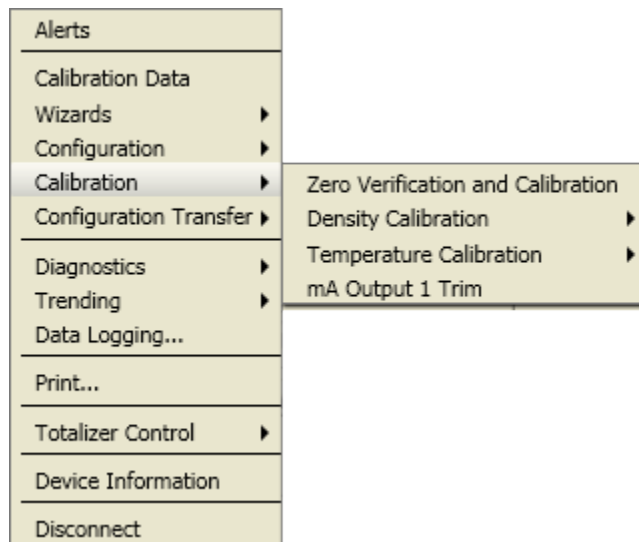 Alerts
Calibration Data
Wizards
Configuration
Calibration
Configuration Transfer
Diagnostics
Trending
Data Logging...
Print...
Totalizer Control
Device Information
Disconnect
Zero Verification and Calibration
Density Calibration
Temperature Calibration
mA Output 1 Trim